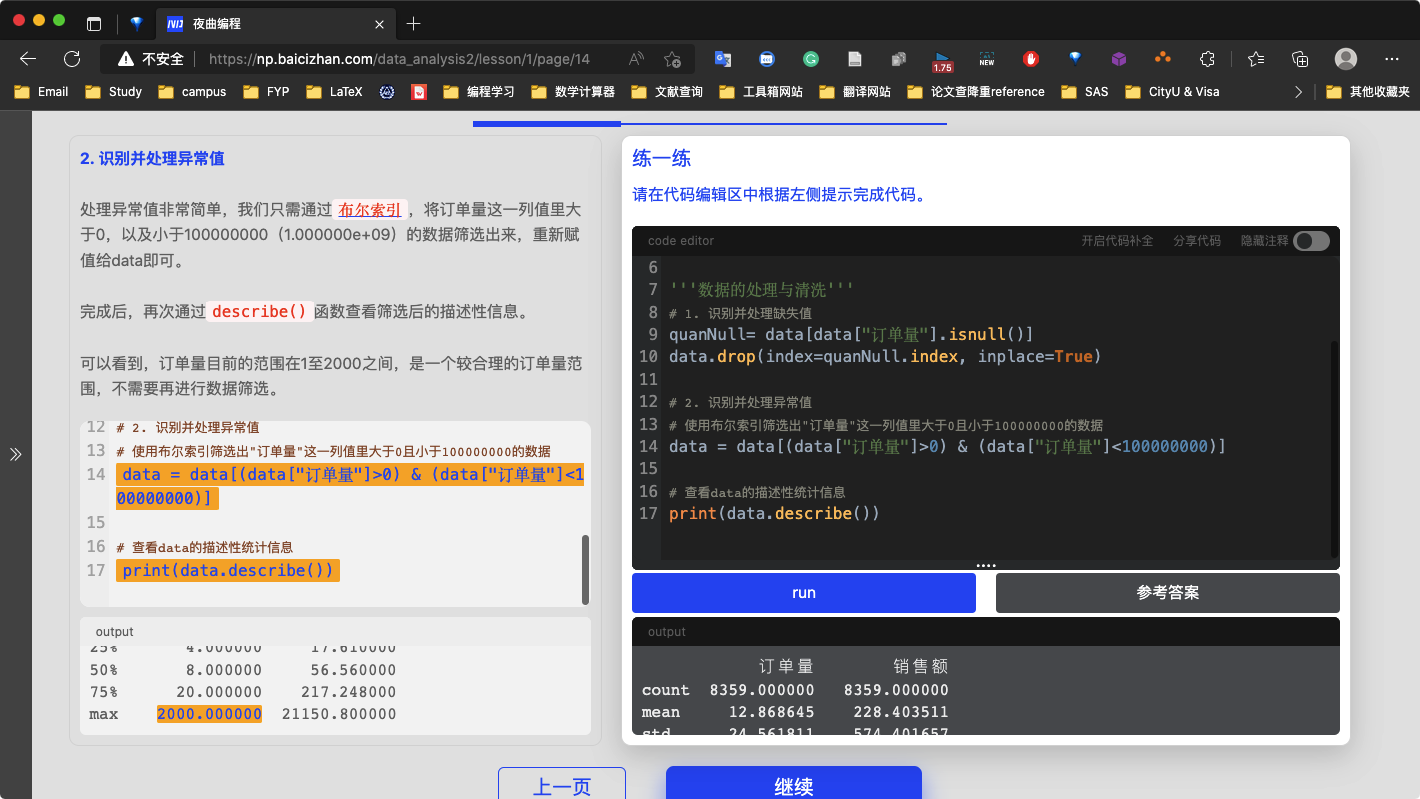 夜曲编程
不安全
https://np.baicizhan.com/data_analysis2/lesson/1/page/14
1.75
NEW
Email
Study
campus
FYP
LaTeX
编程学习
数学计算器
文献查询
工具箱网站
翻译网站
论文查降重reference
SAS
CityU & Visa
其他收藏夹
2. 识别并处理异常值
处理异常值非常简单，我们只需通过 布尔索引 ，将订单量这一列值里大
于0，以及小于100000000（1.000000e+09）的数据筛选出来，重新赋
值给data即可。
完成后，再次通过 describe() 函数查看筛选后的描述性信息。
可以看到，订单量目前的范围在1至2000之间，是一个较合理的订单量范
围，不需要再进行数据筛选。
12 # 2. 识别并处理异常值
13 # 使用布尔索引筛选出"订单量"这一列值里大于0且小于100000000的数据
14 data = data[(data["订单量"]>0) & (data["订单量"]<1
00000000)]
15
16 # 查看data的描述性统计信息
17 print(data.describe())
output
25% 4.000000 17.610000
50% 8.000000 56.560000
75% 20.000000 217.248000
max 2000.000000 21150.800000
练一练
请在代码编辑区中根据左侧提示完成代码。
code editor
开启代码补全
分享代码
隐藏注释
6
7 '''数据的处理与清洗'''
8 # 1. 识别并处理缺失值
9 quanNull= data[data["订单量"].isnull()]
10 data.drop(index=quanNull.index, inplace=True)
11
12 # 2. 识别并处理异常值
13 # 使用布尔索引筛选出"订单量"这一列值里大于0且小于100000000的数据
14 data = data[(data["订单量"]>0) & (data["订单量"]<100000000)]
15
16 # 查看data的描述性统计信息
17 print(data.describe())
run
参考答案
output
订单量 销售额
count 8359.000000 8359.000000
mean 12.868645 228.403511
std 24.561811 574.401657
上一页
继续